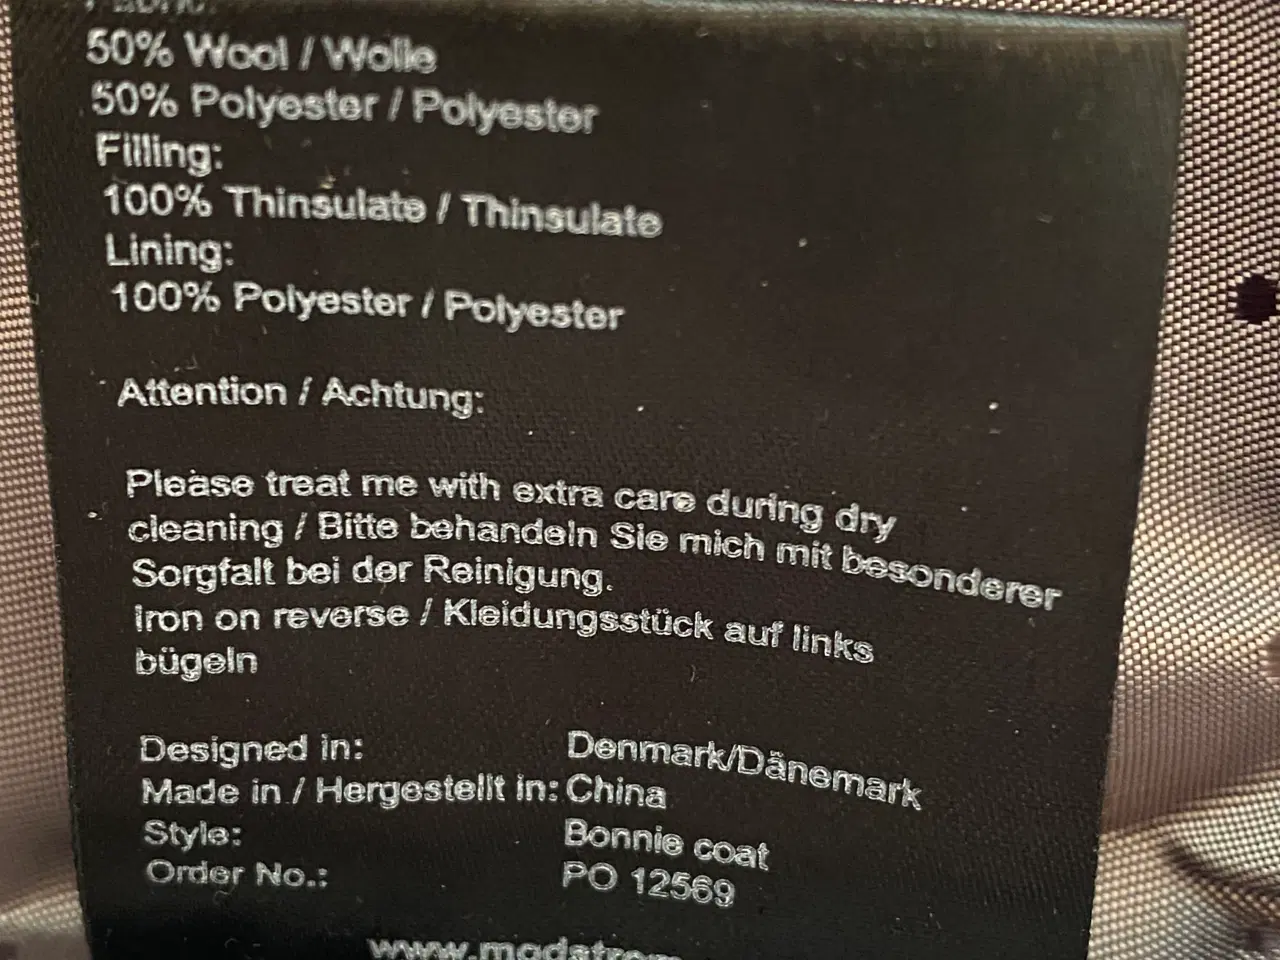 Fabric:
50% Wool / Wolle
50% Polyester / Polyester
Filling:
100% Thinsulate / Thinsulate
Lining:
100% Polyester / Polyester
Attention / Achtung:
Please treat me with extra care during dry
cleaning / Bitte behandeln Sie mich mit besonderer
Sorgfalt bei der Reinigung.
Iron on reverse / Kleidungsstück auf links
bügeln
Designed in: Denmark/Dänemark
Made in / Hergestellt in: China
Style: Bonnie coat
Order No.: PO 12569